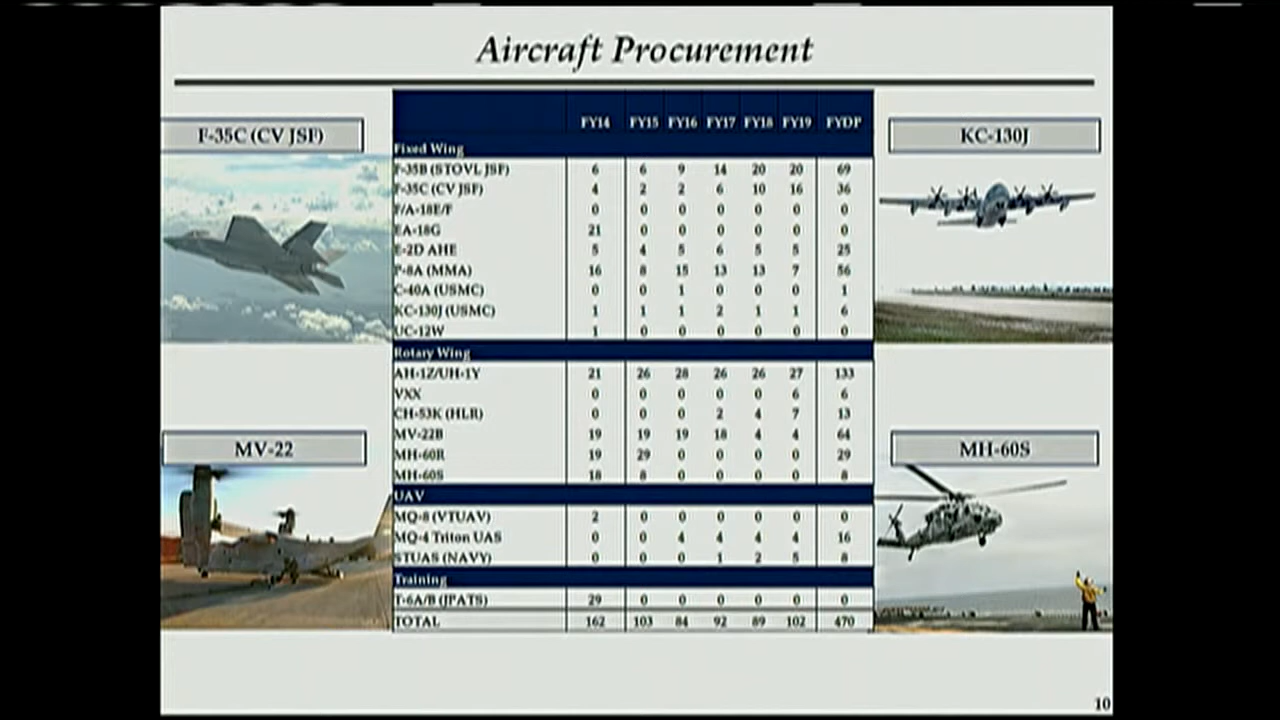 Aircraft Procurement
F-35C (CV JSF)
KC-130J
MV-22
MH-60S
FY14 FY15 FY16 FY17 FY18 FY19 FYDP
Fixed Wing
F-35B (STOVL JSF) 6 6 9 14 20 20 69
F-35C (CV JSF) 4 2 2 6 10 16 36
F/A-18E/F 0 0 0 0 0 0 0
EA-18G 21 0 0 0 0 0 0
E-2D AHE 5 4 5 6 5 5 25
P-8A (MMA) 16 8 15 13 13 7 56
C-40A (USMC) 0 0 1 0 0 0 1
KC-130J (USMC) 1 1 1 2 1 1 6
UC-12W 1 0 0 0 0 0 0
Rotary Wing
AH-1Z/UH-1Y 21 26 28 26 26 27 133
VXX 0 0 0 0 0 6 6
CH-53K (HLR) 0 0 0 2 4 7 13
MV-22B 19 19 19 18 4 4 64
MH-60R 19 29 0 0 0 0 29
MH-60S 18 8 0 0 0 0 8
UAV
MQ-8 (VTUAV) 2 0 0 0 0 0 0
MQ-4 Triton UAS 0 0 4 4 4 4 16
STUAS (NAVY) 0 0 0 1 2 5 8
Training
T-6A/B (JPATS) 29 0 0 0 0 0 0
TOTAL 162 103 84 92 89 102 470
10